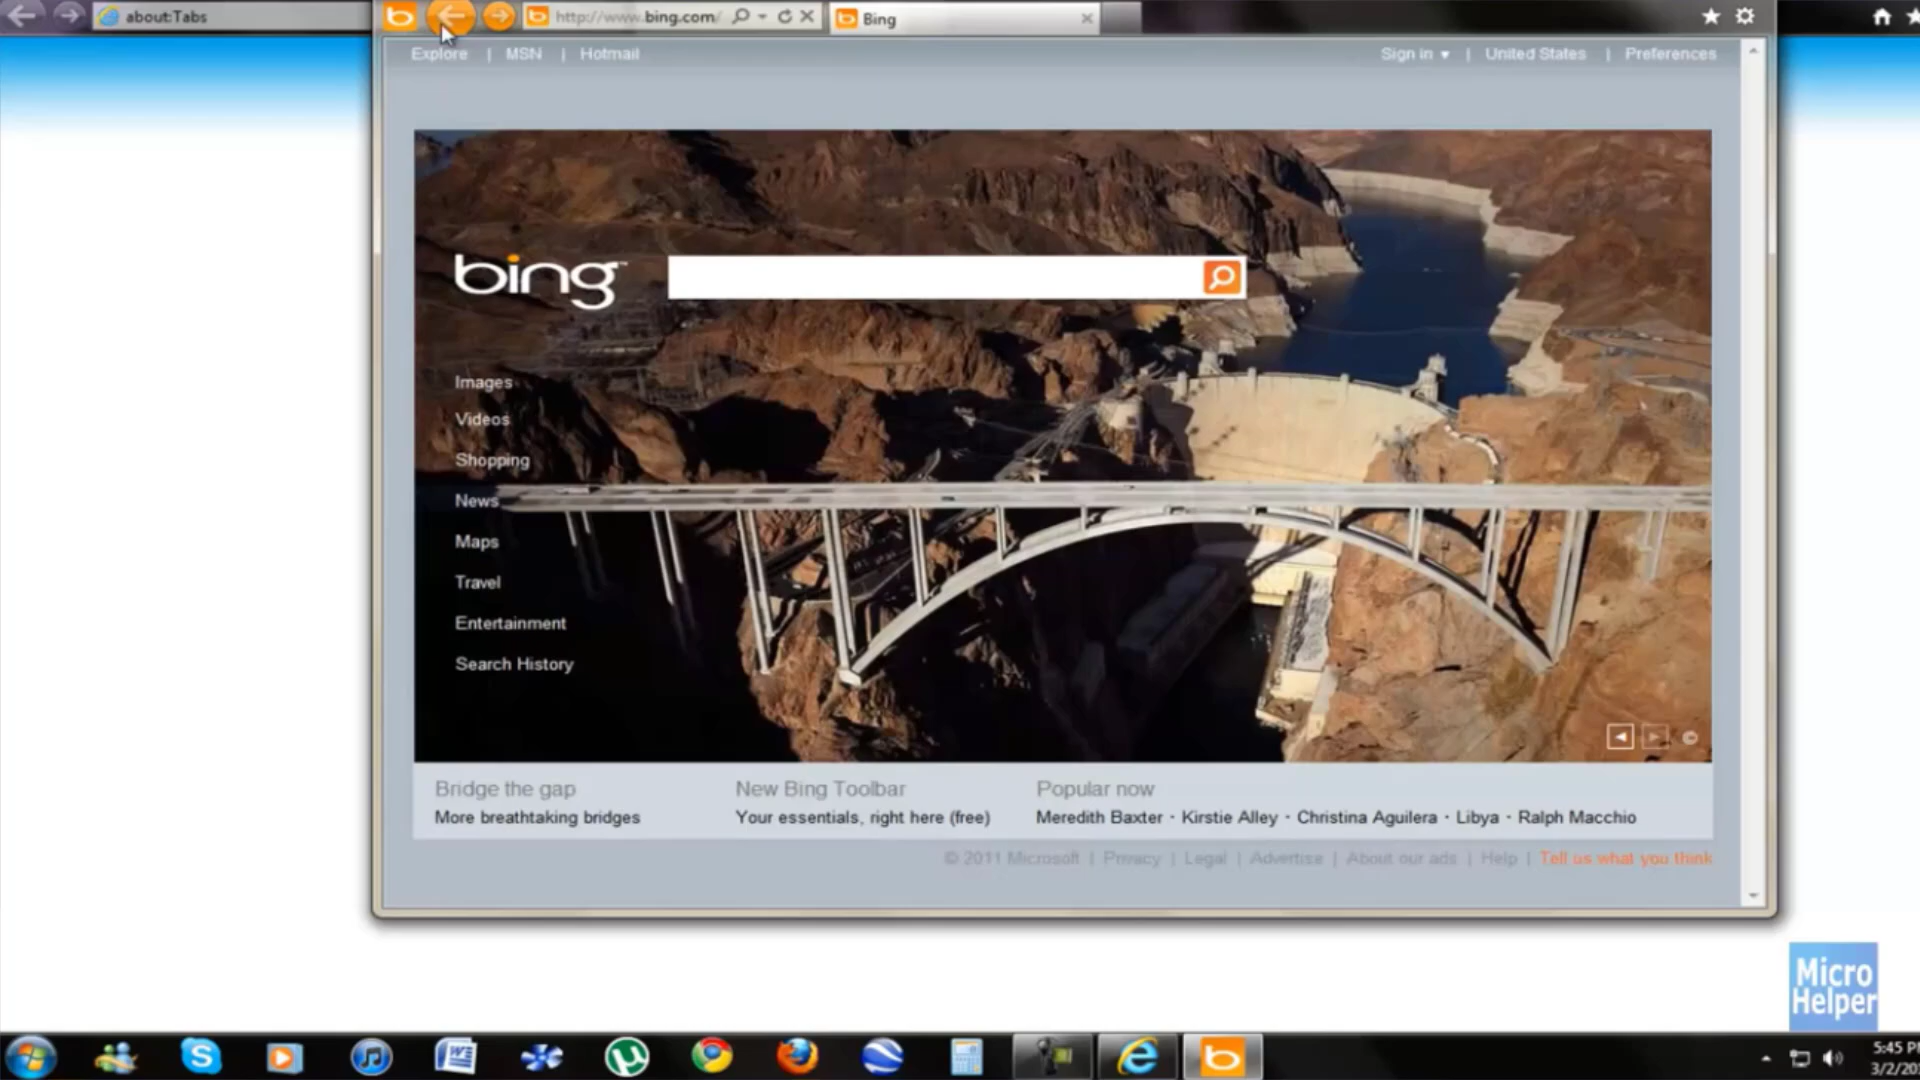 about:Tabs
http://www.bing.com/
Bing
Explore | MSN | Hotmail
Sign in | United States | Preferences
bing
Images
Videos
Shopping
News
Maps
Travel
Entertainment
Search History
Bridge the gap
More breathtaking bridges
New Bing Toolbar
Your essentials, right here (free)
Popular now
Meredith Baxter · Kirstie Alley · Christina Aguilera · Libya · Ralph Macchio
© 2011 Microsoft | Privacy | Legal | Advertise | About our ads | Help | Tell us what you think
Micro
Helper
5:45 P
3/2/20